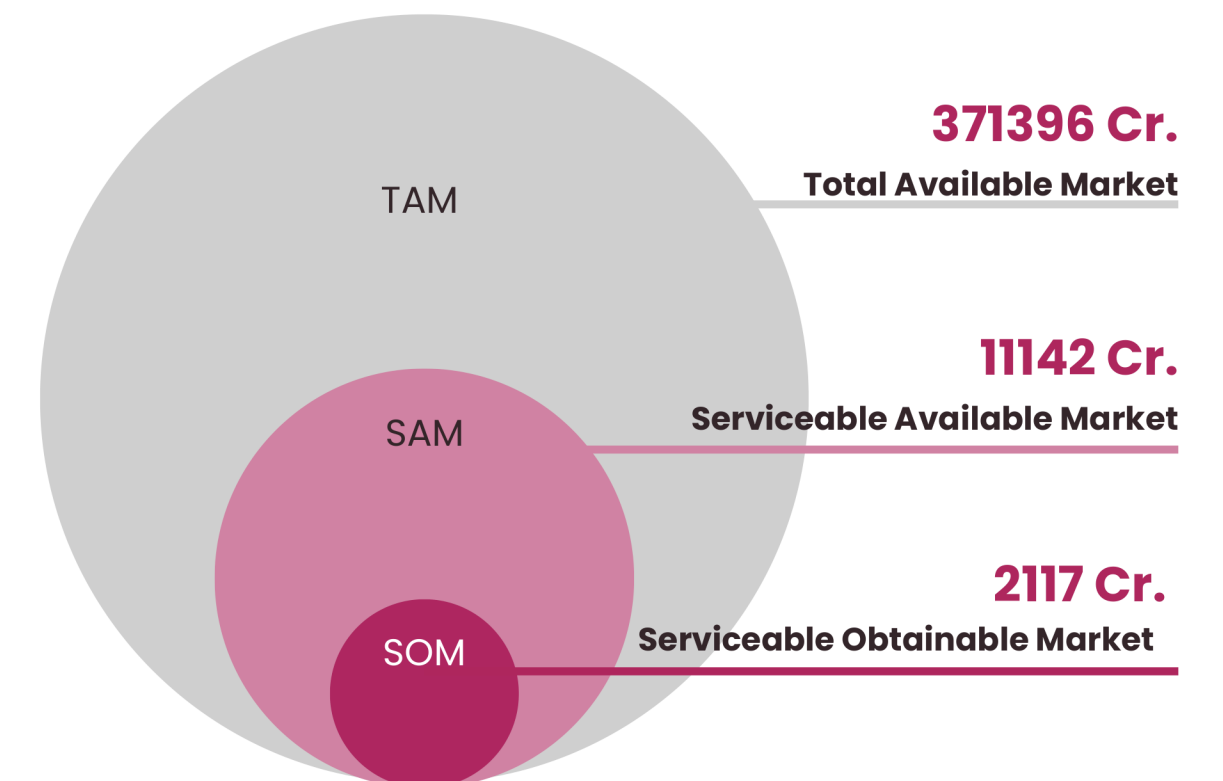 371396 Cr.
Total Available Market
TAM
11142 Cr.
Serviceable Available Market
SAM
2117 Cr.
Serviceable Obtainable Market
SOM